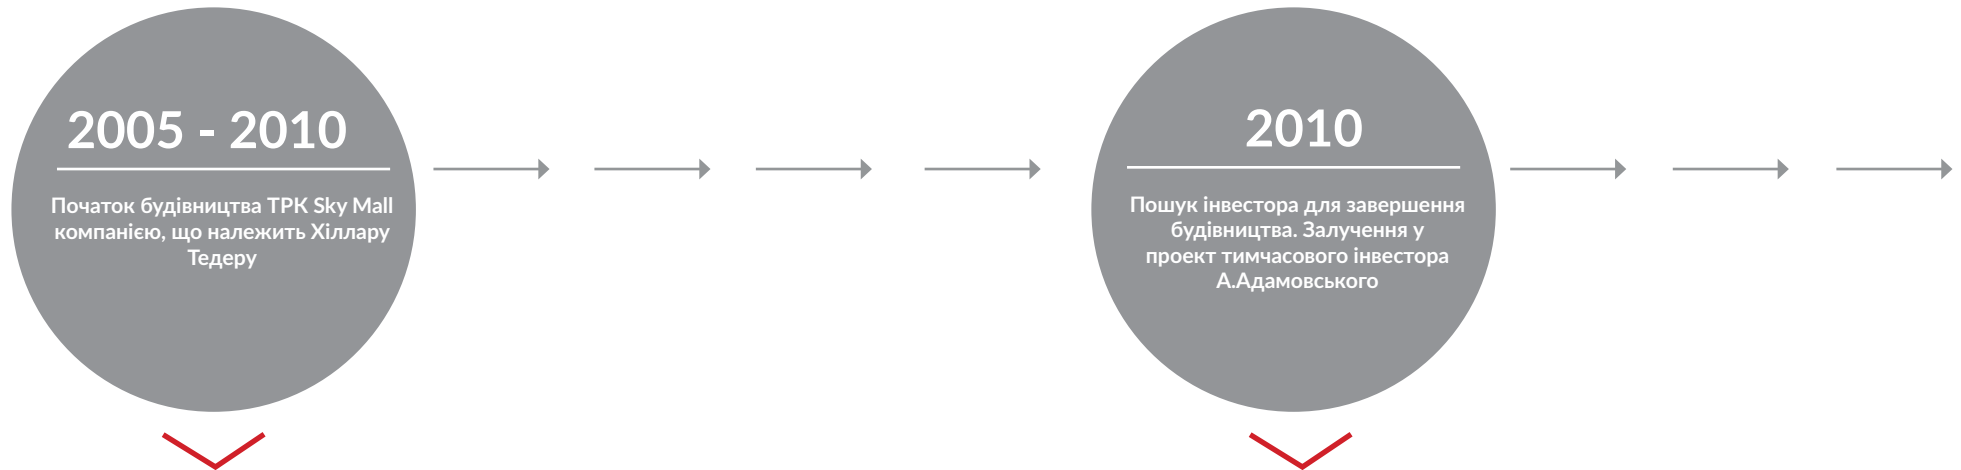 2005 - 2010
Початок будівництва ТРК Sky Mall
компанією, що належить Хіллару
Тедеру
2010
Пошук інвестора для завершення
будівництва. Залучення у
проект тимчасового інвестора
А.Адамовського